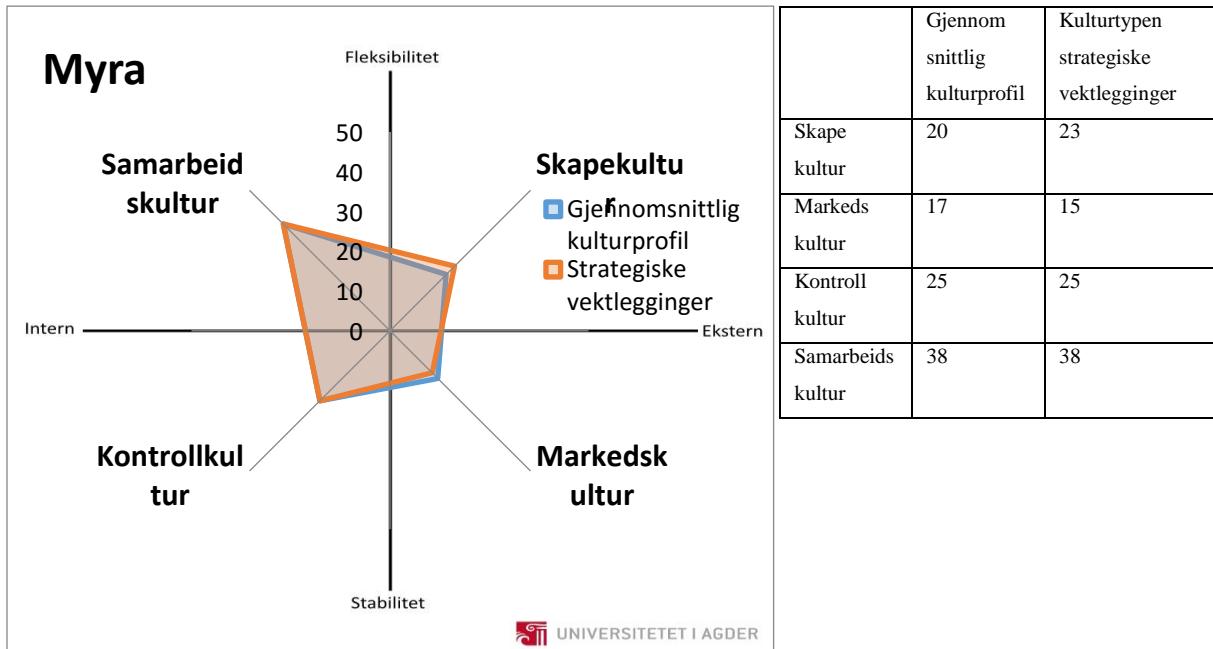 Myra
Fleksibilitet
50
40
30
20
10
0
Samarbeid
skultur
Skapekultu
r
Gjennomsnittlig
kulturprofil
Strategiske
vektlegginger
Intern
Ekstern
Kontrollkul
tur
Markedsk
ultur
Stabilitet
UNIVERSITETET I AGDER
Gjennom
snittlig
kulturprofil
Kulturtypen
strategiske
vektlegginger
Skape
kultur
20
23
Markeds
kultur
17
15
Kontroll
kultur
25
25
Samarbeids
kultur
38
38